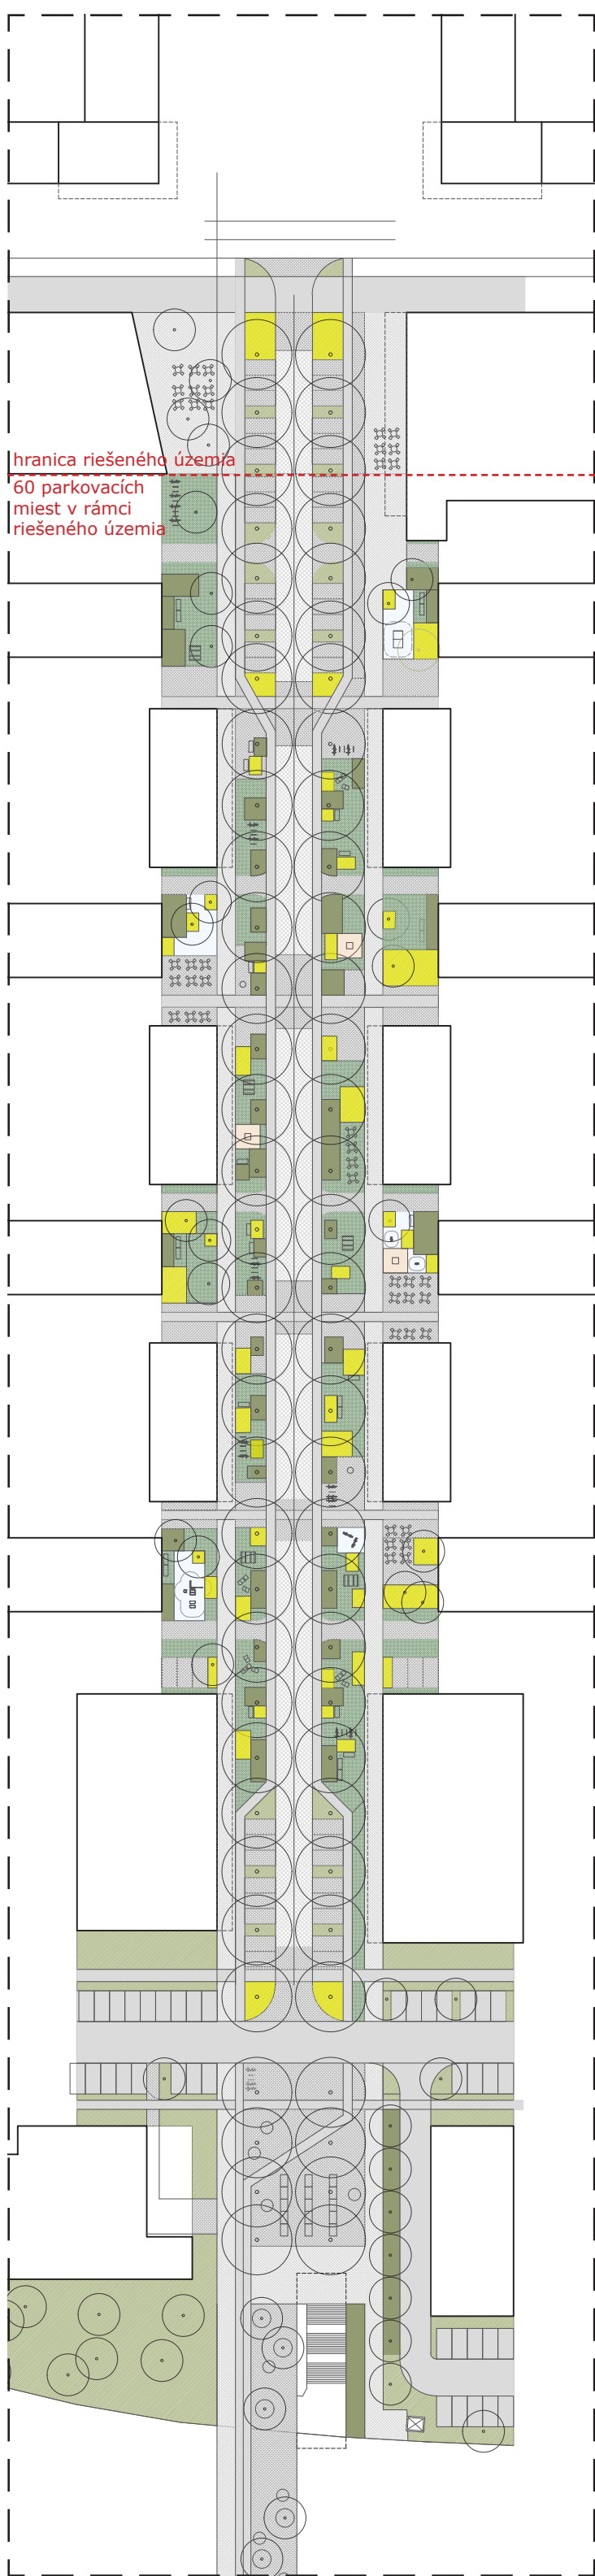 hranica riešeného územia
60 parkovacích
miest v rámci
riešeného územia